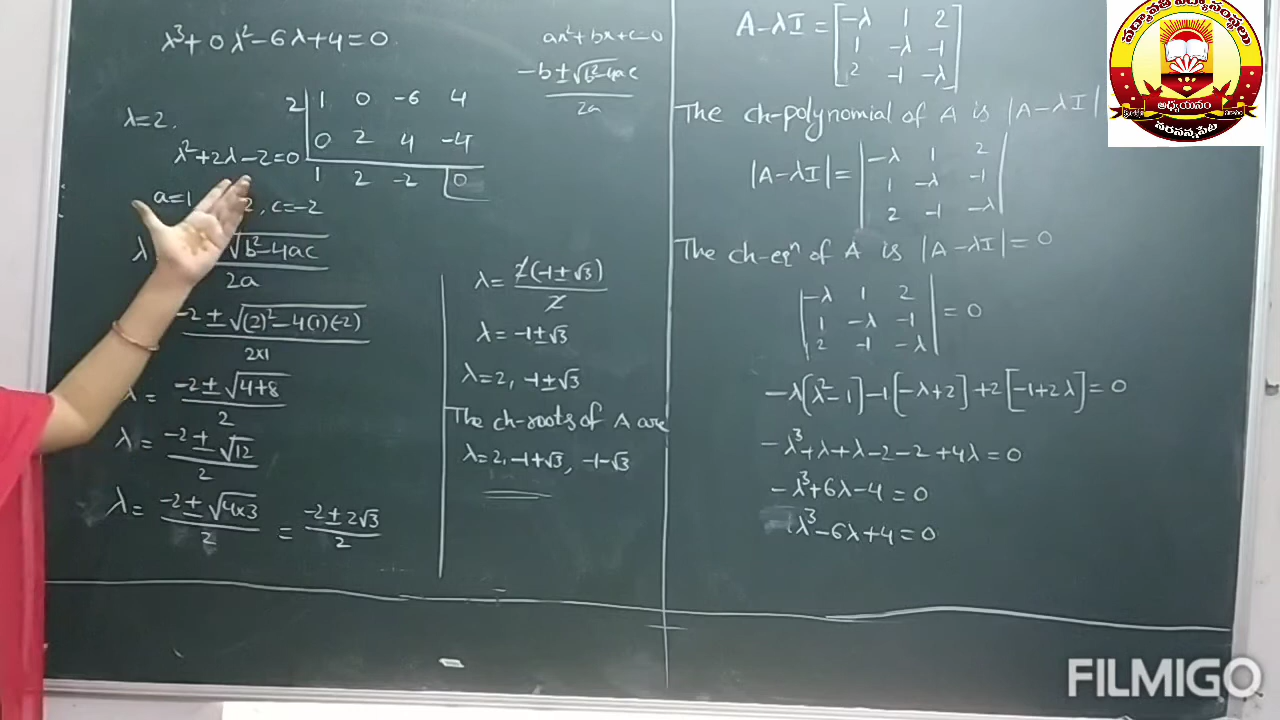 λ³+0λ²-6λ+4=0
ax²+bx+c=0
-b±√b²-4ac
2a
2 | 1 0 -6 4
λ=2.
0 2 4 -4
λ²+2λ-2=0
1 2 -2 0
a=1 2, c=-2
λ √b²-4ac
2a
-2±√(2)²-4(1)(-2)
2×1
λ= -2±√4+8
2
λ= -2±√12
2
λ= -2±√4×3 = -2±2√3
2 2
λ= 2(-1±√3)
2
λ=-1±√3
λ=2, -1±√3
The ch-roots of A are
λ=2, -1+√3, -1-√3
A-λI = [-λ 1 2
1 -λ -1
2 -1 -λ]
The ch-polynomial of A is |A-λI|
|A-λI| = |-λ 1 2
1 -λ -1
2 -1 -λ|
The ch-eqⁿ of A is |A-λI|=0
|-λ 1 2
1 -λ -1 = 0
2 -1 -λ|
-λ[λ²-1]-1[-λ+2]+2[-1+2λ]=0
-λ³+λ+λ-2-2+4λ=0
-λ³+6λ-4=0
λ³-6λ+4=0
అధ్యయనం
నరసన్నపేట
FILMIGO